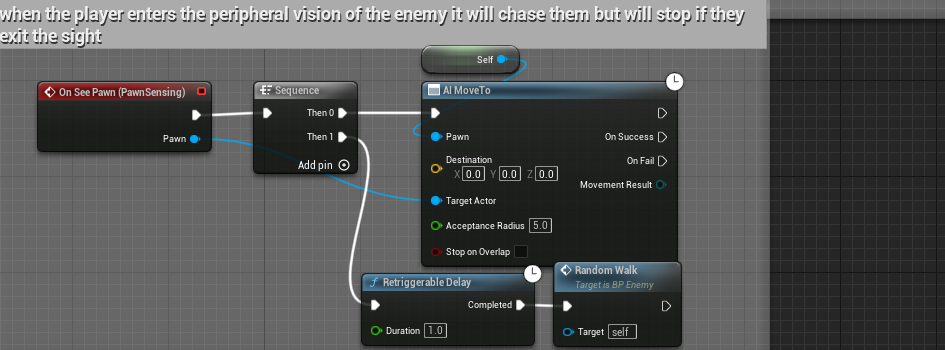 when the player enters the peripheral vision of the enemy it will chase them but will stop if they
exit the sight
Self
On See Pawn (PawnSensing)
Pawn
Sequence
Then 0
Then 1
Add pin
AI MoveTo
Pawn
On Success
Destination
X 0.0 Y 0.0 Z 0.0
On Fail
Movement Result
Target Actor
Acceptance Radius 5.0
Stop on Overlap
f Retriggerable Delay
Completed
Duration 1.0
Random Walk
Target is BP Enemy
Target self